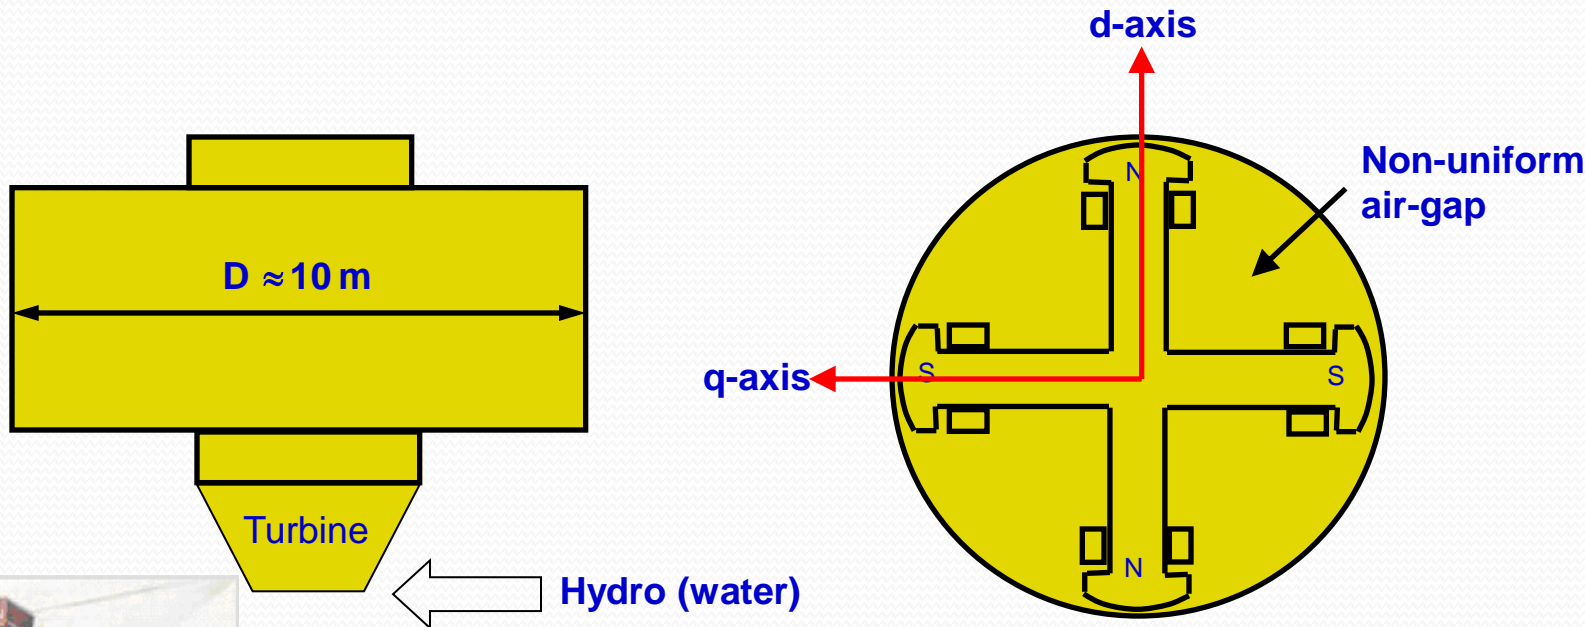 d-axis
Non-uniform
air-gap
N
D ≈ 10 m
q-axis
S
S
Turbine
N
Hydro (water)